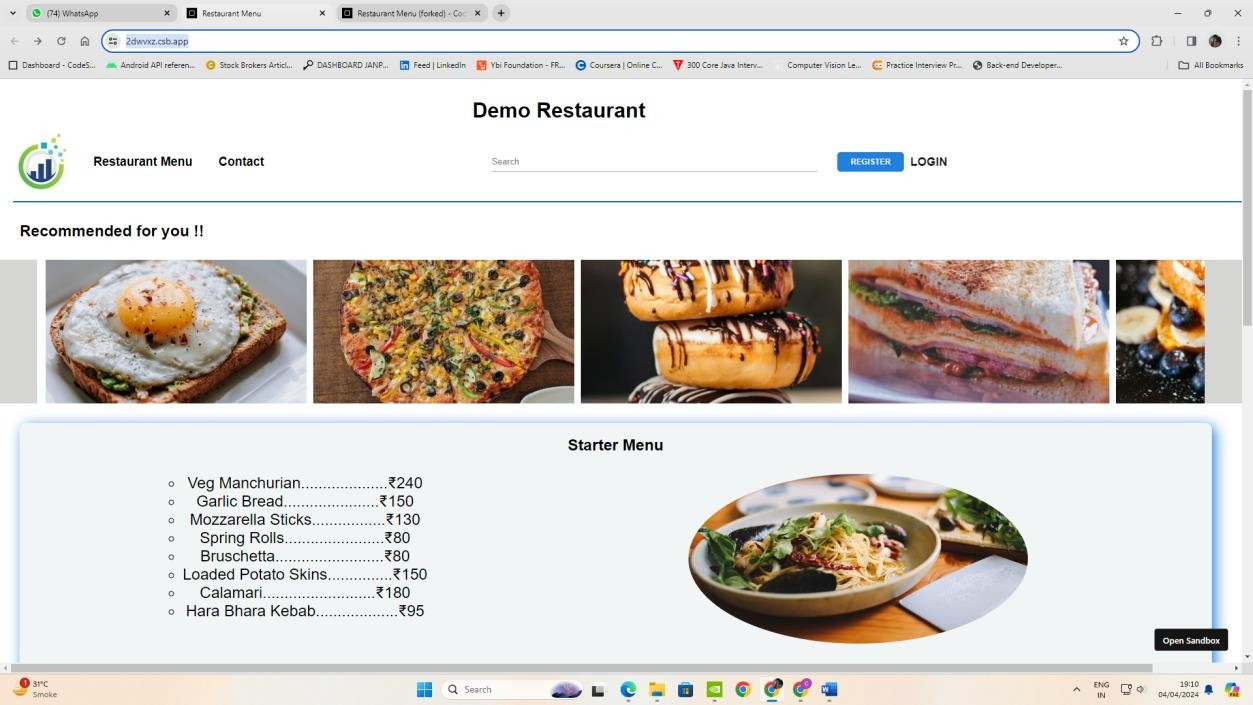 (74) WhatsApp
Restaurant Menu
Restaurant Menu (forked) - Co
2dwvxz.csb.app
Dashboard - CodeS...
Android API referen...
Stock Brokers Articl...
DASHBOARD JANP...
Feed | LinkedIn
Ybi Foundation - FR...
Coursera | Online C...
300 Core Java Interv...
Computer Vision Le...
Practice Interview Pr...
Back-end Developer...
All Bookmarks
Demo Restaurant
Restaurant Menu
Contact
Search
REGISTER
LOGIN
Recommended for you !!
Starter Menu
Veg Manchurian....................₹240
Garlic Bread......................₹150
Mozzarella Sticks.................₹130
Spring Rolls.......................₹80
Bruschetta.........................₹80
Loaded Potato Skins...............₹150
Calamari..........................₹180
Hara Bhara Kebab...................₹95
Open Sandbox
1
31°C
Smoke
Search
ENG
IN
19:10
04/04/2024